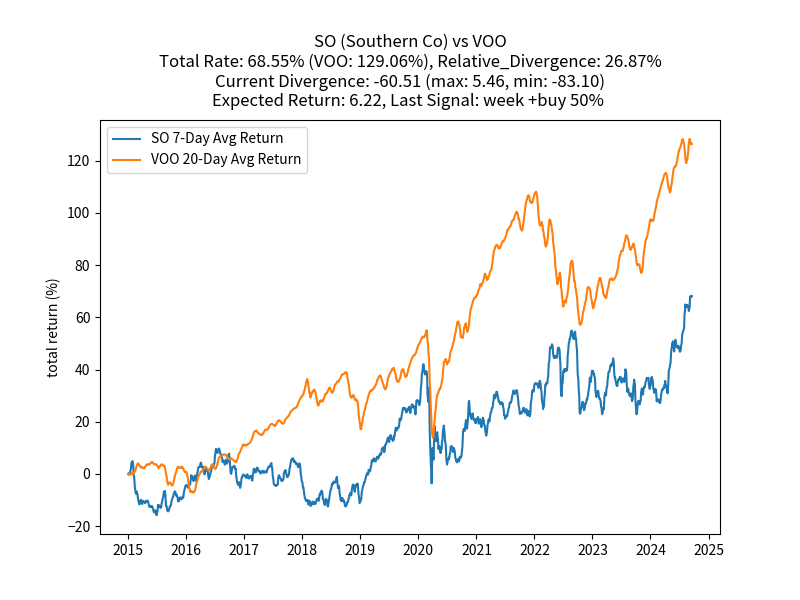 SO (Southern Co) vs VOO
Total Rate: 68.55% (VOO: 129.06%), Relative_Divergence: 26.87%
Current Divergence: -60.51 (max: 5.46, min: -83.10)
Expected Return: 6.22, Last Signal: week +buy 50%
SO 7-Day Avg Return
VOO 20-Day Avg Return
total return (%)
120
100
80
60
40
20
0
−20
2015 2016 2017 2018 2019 2020 2021 2022 2023 2024 2025